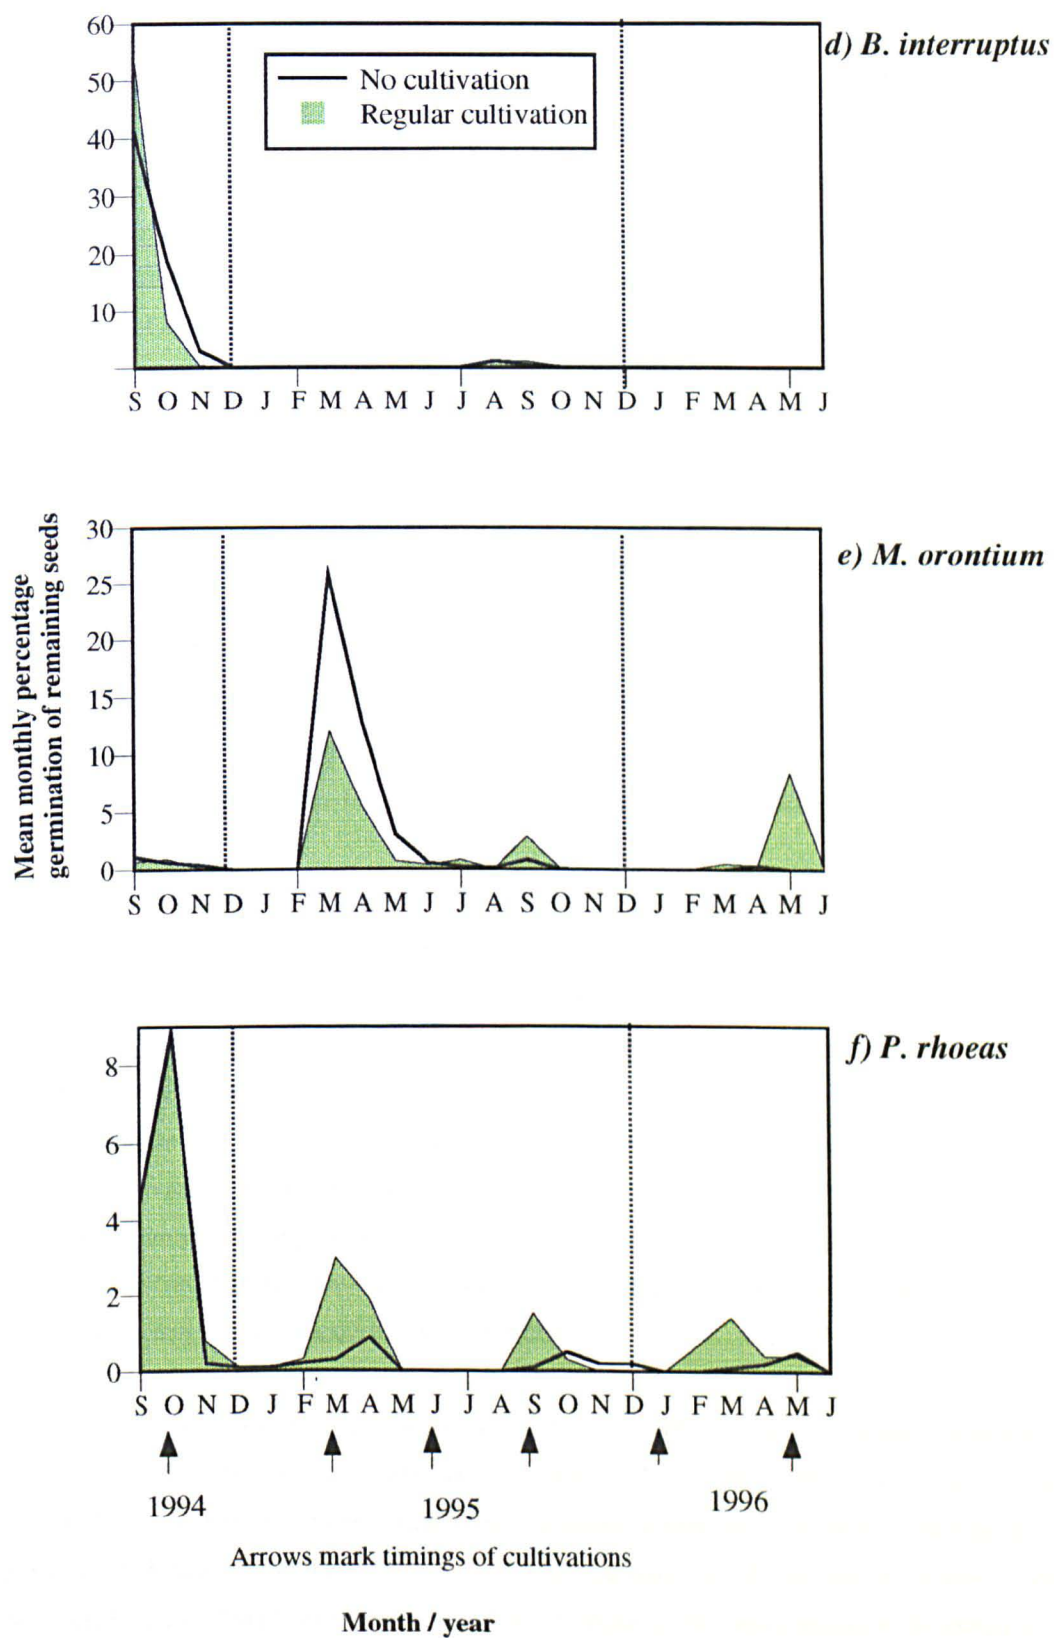 d) B. interruptus
60
50
40
30
20
10
No cultivation
Regular cultivation
S O N D J F M A M J J A S O N D J F M A M J
Mean monthly percentage
germination of remaining seeds
e) M. orontium
30
25
20
15
10
5
0
S O N D J F M A M J J A S O N D J F M A M J
f) P. rhoeas
8
6
4
2
0
S O N D J F M A M J J A S O N D J F M A M J
1994 1995 1996
Arrows mark timings of cultivations
Month / year